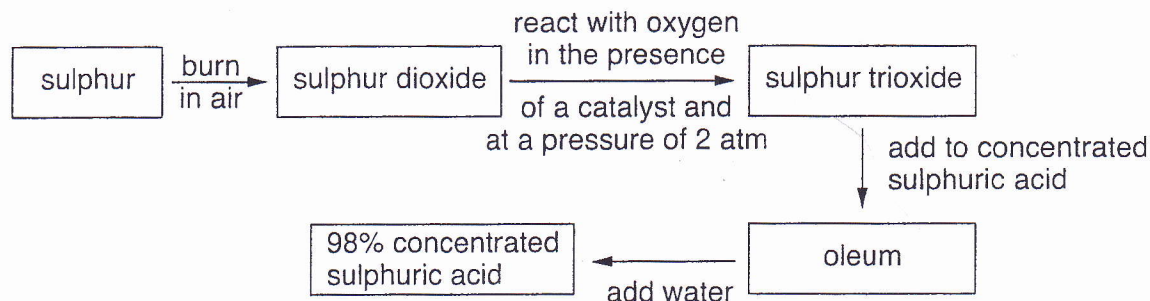 sulphur
burn
in air
sulphur dioxide
react with oxygen
in the presence
of a catalyst and
at a pressure of 2 atm
sulphur trioxide
add to concentrated
sulphuric acid
oleum
add water
98% concentrated
sulphuric acid